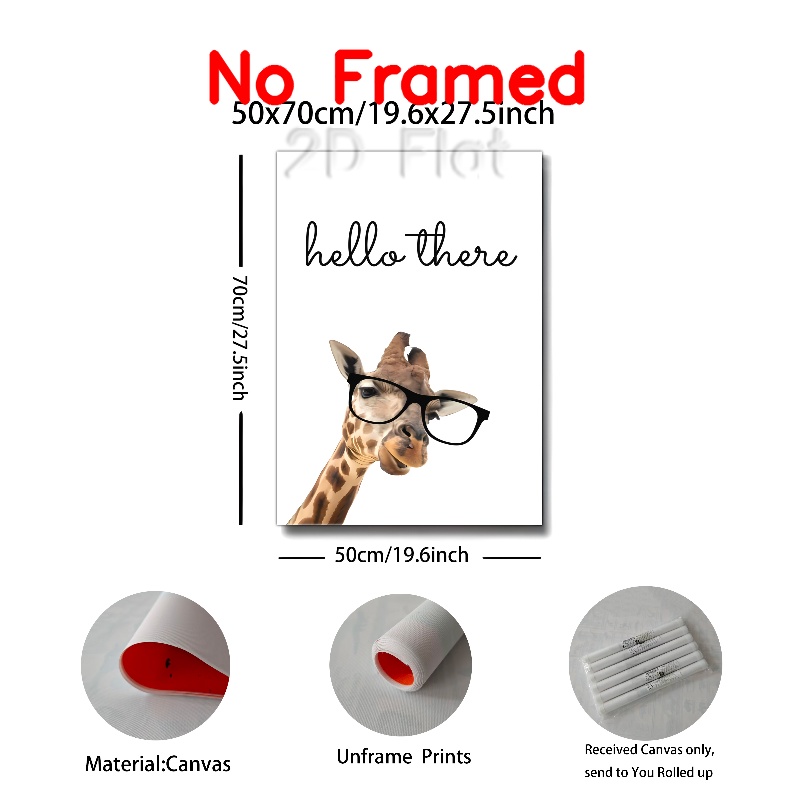 No Framed
50x70cm/19.6x27.5inch
2D Flat
hello there
70cm/27.5inch
50cm/19.6inch
Material:Canvas
Unframe Prints
Received Canvas only,
send to You Rolled up